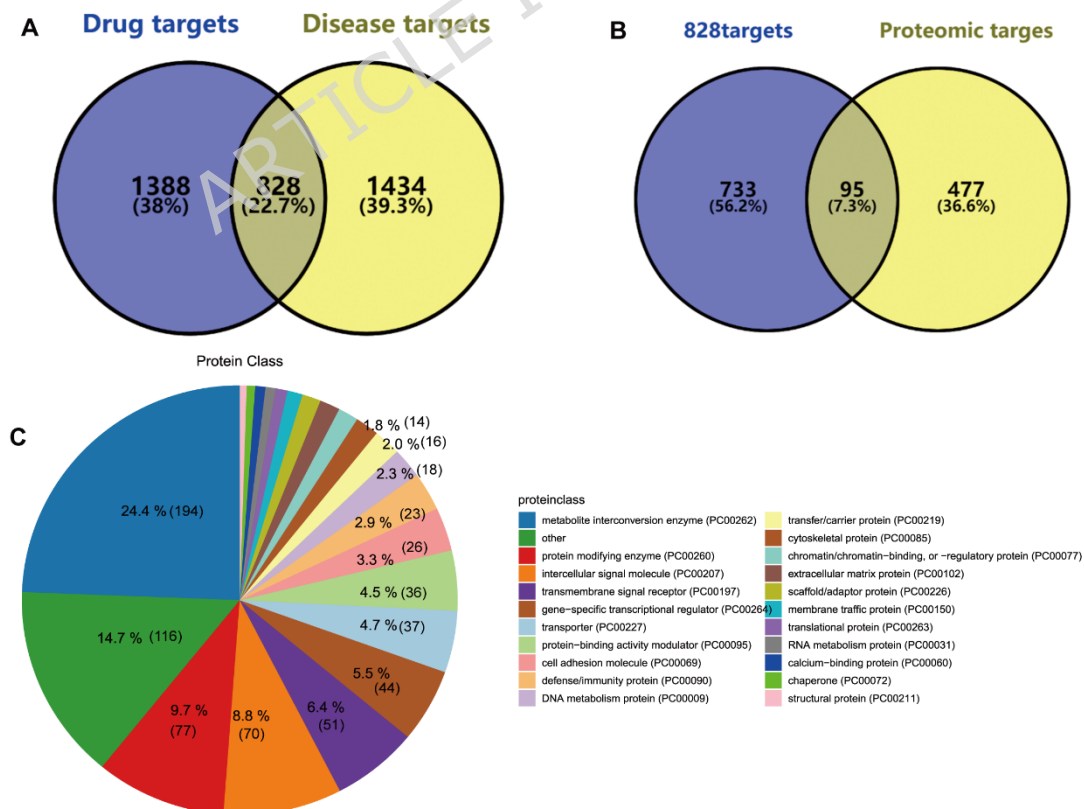 A
Drug targets
Disease targets
1388
(38%)
828
(22.7%)
1434
(39.3%)
ARTICLE
B
828targets
Proteomic targes
733
(56.2%)
95
(7.3%)
477
(36.6%)
Protein Class
C
1.8 % (14)
2.0 % (16)
2.3 % (18)
2.9 % (23)
3.3 % (26)
4.5 % (36)
4.7 % (37)
5.5 % (44)
6.4 % (51)
8.8 % (70)
9.7 % (77)
14.7 % (116)
24.4 % (194)
proteinclass
metabolite interconversion enzyme (PC00262)
other
protein modifying enzyme (PC00260)
intercellular signal molecule (PC00207)
transmembrane signal receptor (PC00197)
gene−specific transcriptional regulator (PC00264)
transporter (PC00227)
protein−binding activity modulator (PC00095)
cell adhesion molecule (PC00069)
defense/immunity protein (PC00090)
DNA metabolism protein (PC00009)
transfer/carrier protein (PC00219)
cytoskeletal protein (PC00085)
chromatin/chromatin−binding, or −regulatory protein (PC00077)
extracellular matrix protein (PC00102)
scaffold/adaptor protein (PC00226)
membrane traffic protein (PC00150)
translational protein (PC00263)
RNA metabolism protein (PC00031)
calcium−binding protein (PC00060)
chaperone (PC00072)
structural protein (PC00211)